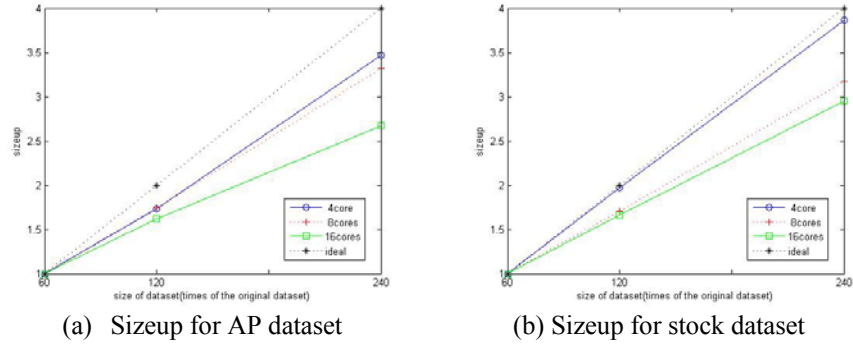 4
3.5
3
2.5
2
1.5
1
sizeup
60
120
240
size of dataset(times of the original dataset)
4core
8cores
16cores
ideal
(a) Sizeup for AP dataset
4
3.5
3
2.5
2
1.5
1
sizeup
60
120
240
size of dataset(times of the original dataset)
4core
8cores
16cores
ideal
(b) Sizeup for stock dataset